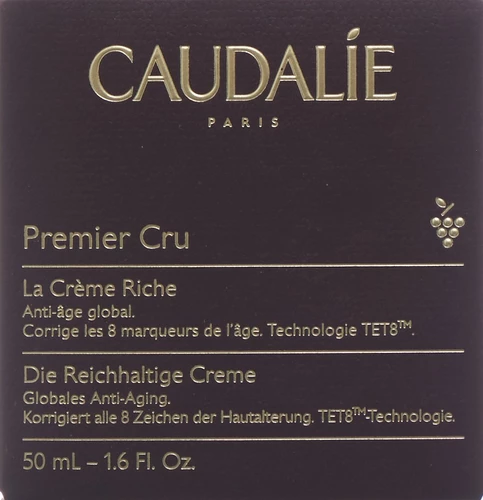 CAUDALÍE
PARIS
Premier Cru
La Crème Riche
Anti-âge global.
Corrige les 8 marqueurs de l'âge. Technologie TET8™.
Die Reichhaltige Creme
Globales Anti-Aging.
Korrigiert alle 8 Zeichen der Hautalterung. TET8™-Technologie.
50 mL – 1.6 Fl. Oz.